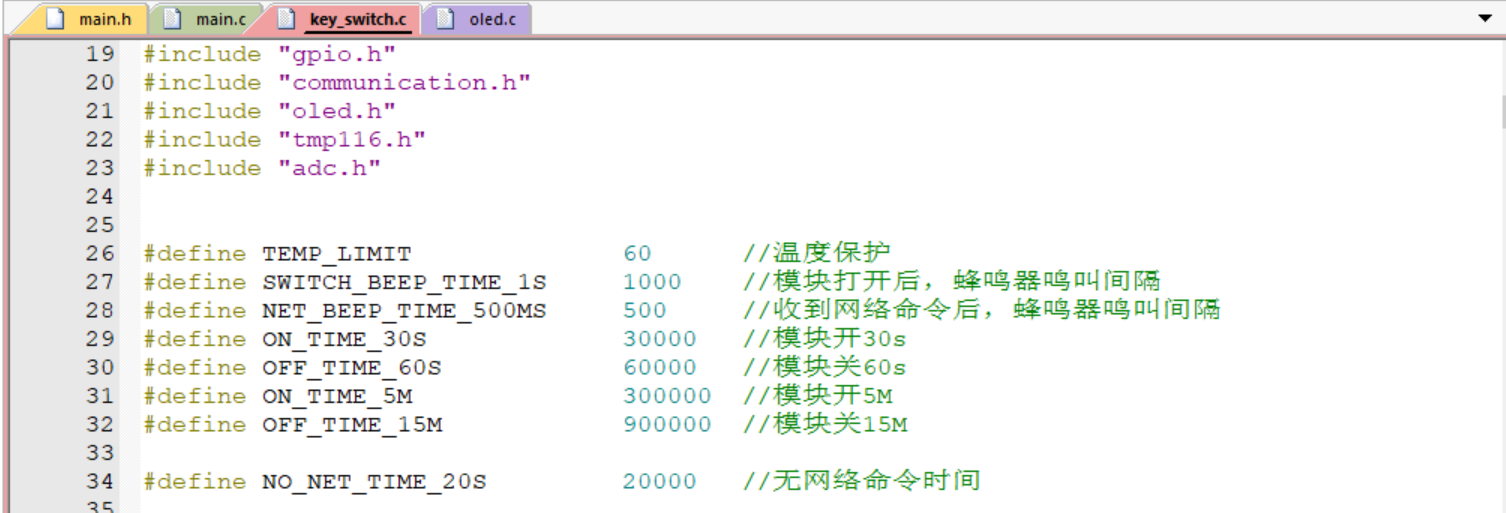 main.h main.c key_switch.c oled.c
19 #include "gpio.h"
20 #include "communication.h"
21 #include "oled.h"
22 #include "tmp116.h"
23 #include "adc.h"
24
25
26 #define TEMP_LIMIT 60 //温度保护
27 #define SWITCH_BEEP_TIME_1S 1000 //模块打开后，蜂鸣器鸣叫间隔
28 #define NET_BEEP_TIME_500MS 500 //收到网络命令后，蜂鸣器鸣叫间隔
29 #define ON_TIME_30S 30000 //模块开30s
30 #define OFF_TIME_60S 60000 //模块关60s
31 #define ON_TIME_5M 300000 //模块开5M
32 #define OFF_TIME_15M 900000 //模块关15M
33
34 #define NO_NET_TIME_20S 20000 //无网络命令时间
35